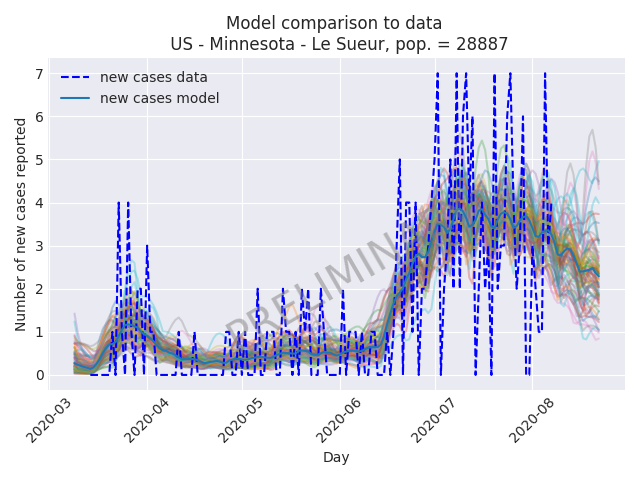 Model comparison to data
US - Minnesota - Le Sueur, pop. = 28887
new cases data
new cases model
Number of new cases reported
7
6
5
4
3
2
1
0
PRELIMIN
2020-03
2020-04
2020-05
2020-06
2020-07
2020-08
Day